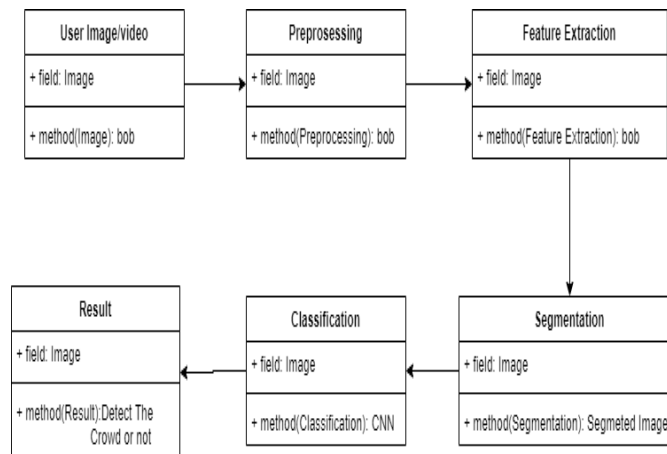 User Image/video
+ field: Image
+ method(Image): bob
Preprosessing
+ field: Image
+ method(Preprocessing): bob
Feature Extraction
+ field: Image
+ method(Feature Extraction): bob
Segmentation
+ field: Image
+ method(Segmentation): Segmeted Image
Classification
+ field: Image
+ method(Classification): CNN
Result
+ field: Image
+ method(Result):Detect The
Crowd or not